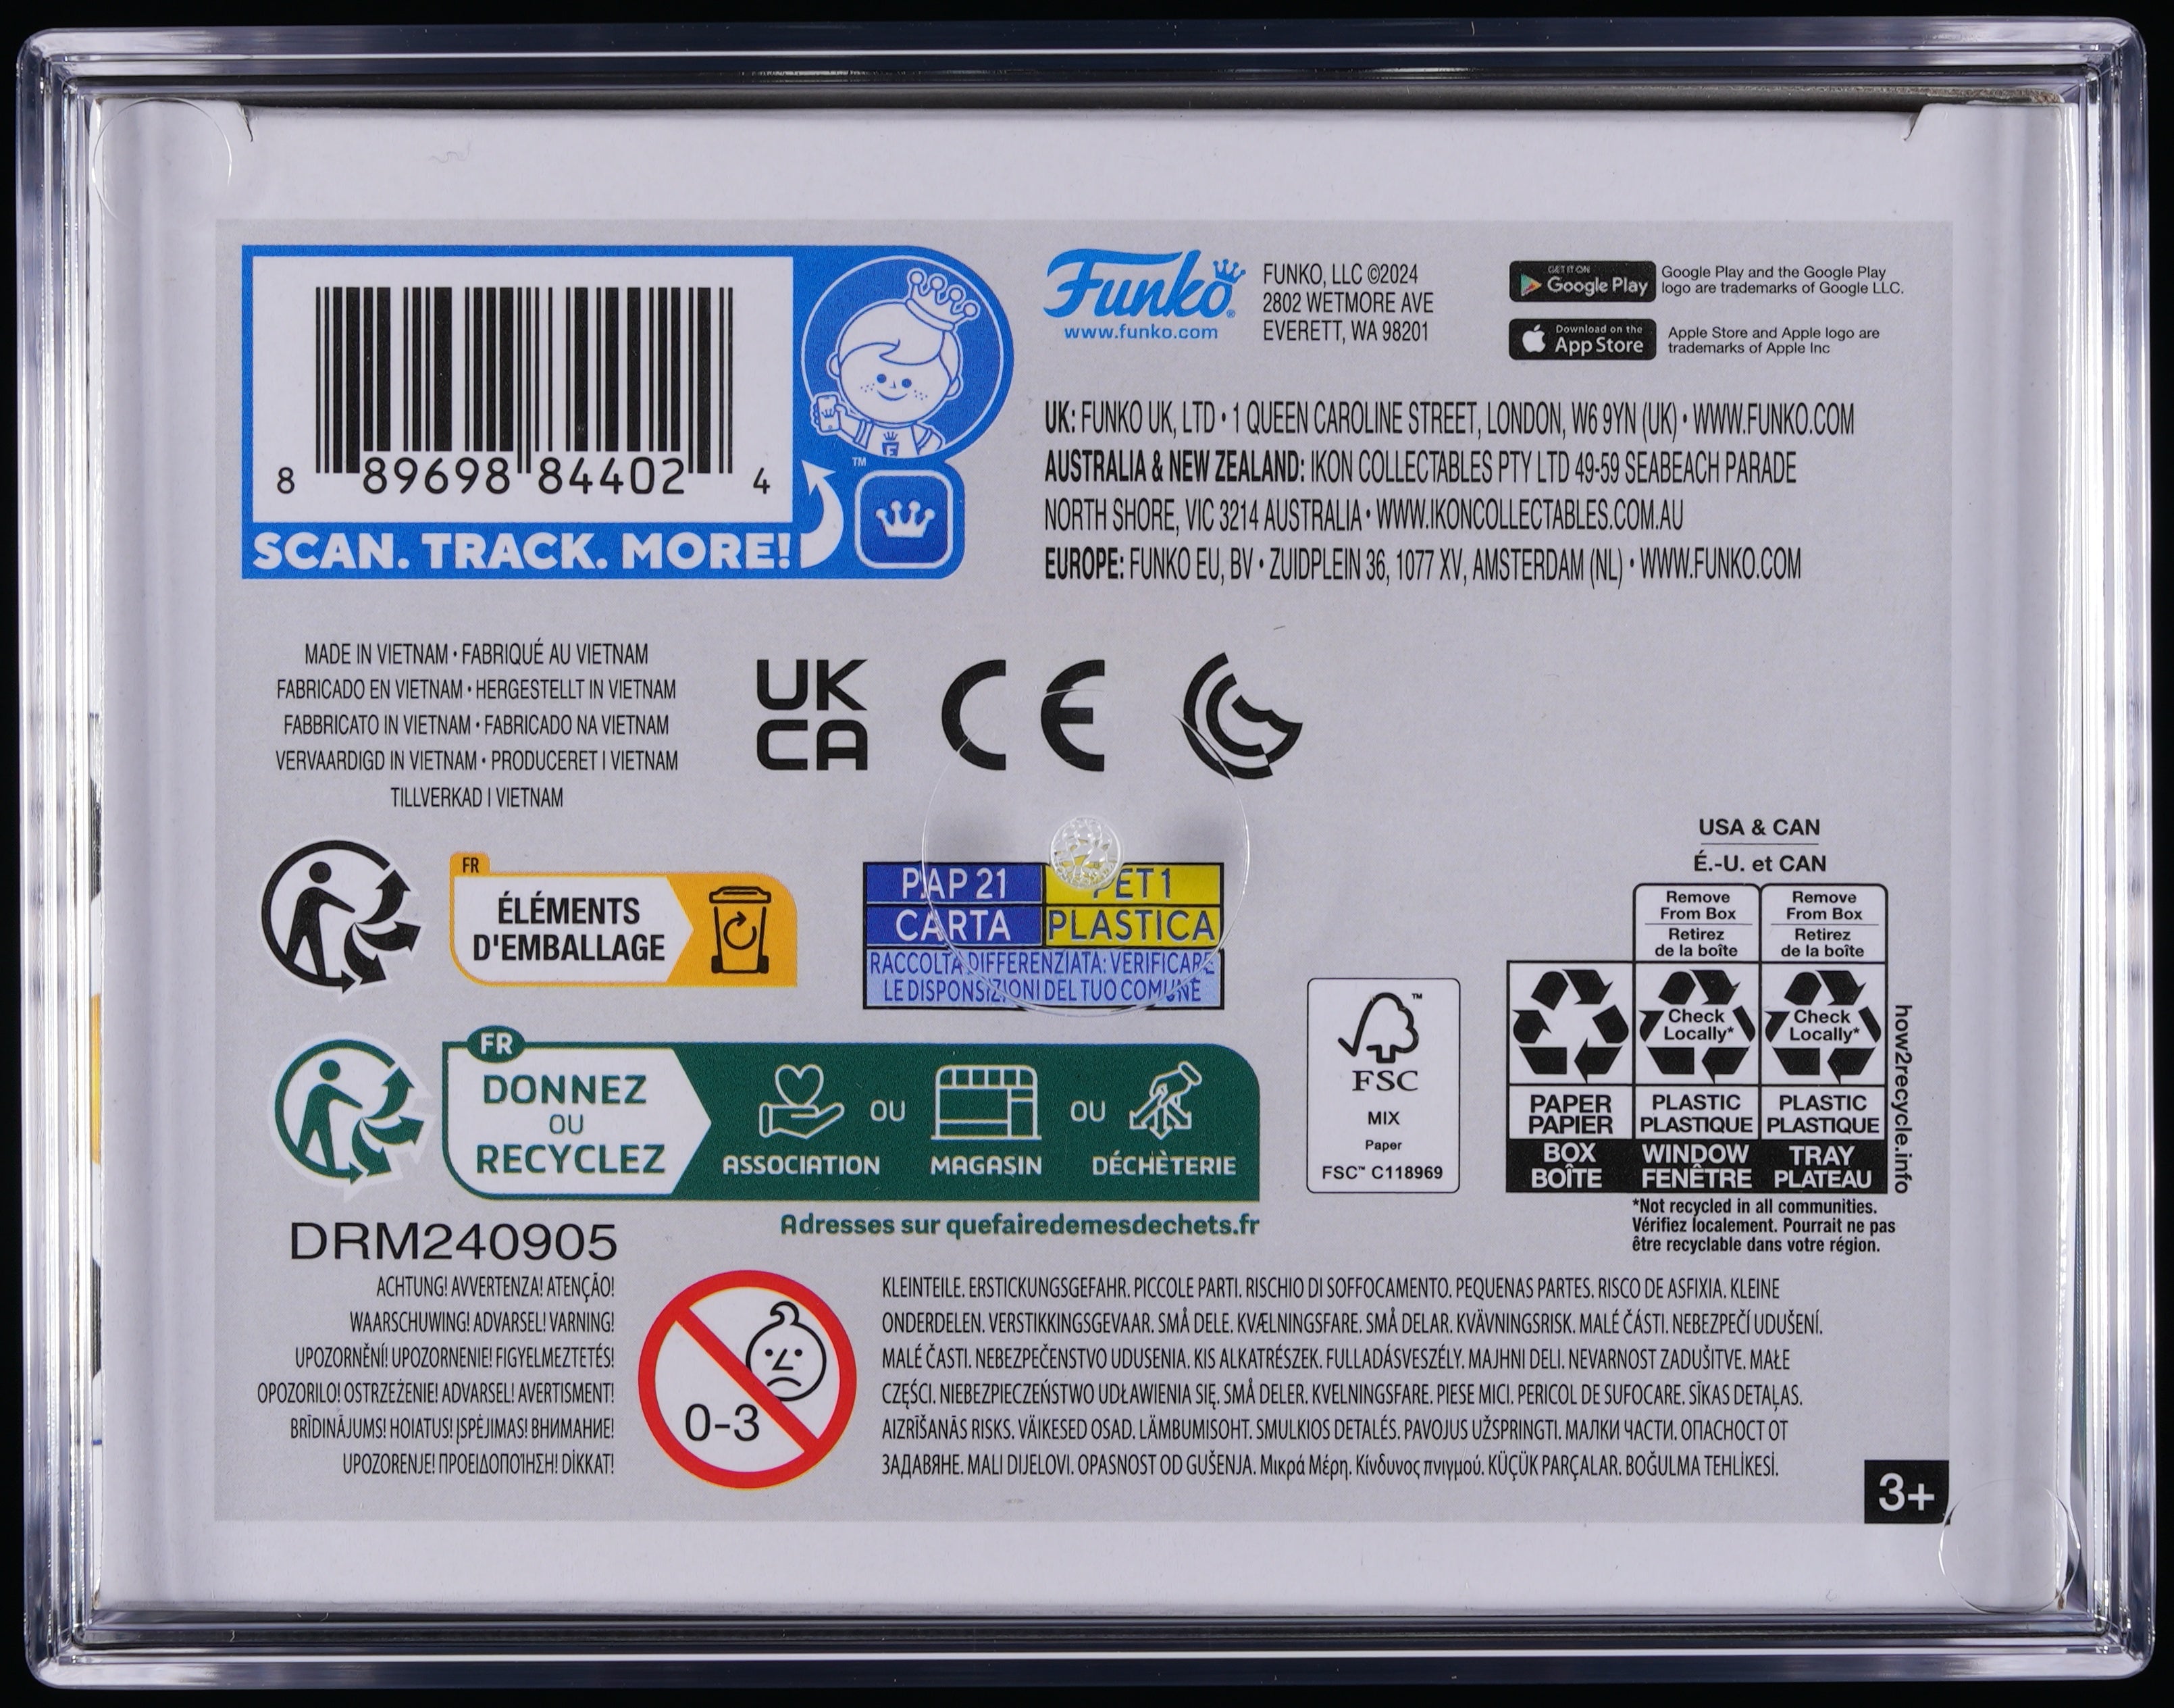 8 89698 84402 4
SCAN. TRACK. MORE!
™
Funko®
www.funko.com
FUNKO, LLC ©2024
2802 WETMORE AVE
EVERETT, WA 98201
GET IT ON
Google Play
Google Play and the Google Play
logo are trademarks of Google LLC.
Download on the
App Store
Apple Store and Apple logo are
trademarks of Apple Inc
UK: FUNKO UK, LTD • 1 QUEEN CAROLINE STREET, LONDON, W6 9YN (UK) • WWW.FUNKO.COM
AUSTRALIA & NEW ZEALAND: IKON COLLECTABLES PTY LTD 49-59 SEABEACH PARADE
NORTH SHORE, VIC 3214 AUSTRALIA • WWW.IKONCOLLECTABLES.COM.AU
EUROPE: FUNKO EU, BV • ZUIDPLEIN 36, 1077 XV, AMSTERDAM (NL) • WWW.FUNKO.COM
MADE IN VIETNAM • FABRIQUÉ AU VIETNAM
FABRICADO EN VIETNAM • HERGESTELLT IN VIETNAM
FABBRICATO IN VIETNAM • FABRICADO NA VIETNAM
VERVAARDIGD IN VIETNAM • PRODUCERET I VIETNAM
TILLVERKAD I VIETNAM
UK
CA
CE
FR
ÉLÉMENTS
D'EMBALLAGE
PAP 21 PET1
CARTA PLASTICA
RACCOLTA DIFFERENZIATA: VERIFICARE
LE DISPONSIZIONI DEL TUO COMUNE
USA & CAN
É.-U. et CAN
Remove
From Box
Retirez
de la boîte
Remove
From Box
Retirez
de la boîte
Check
Locally*
Check
Locally*
PAPER
PAPIER
PLASTIC
PLASTIQUE
PLASTIC
PLASTIQUE
BOX
BOÎTE
WINDOW
FENÊTRE
TRAY
PLATEAU
how2recycle.info
*Not recycled in all communities.
Vérifiez localement. Pourrait ne pas
être recyclable dans votre région.
FSC™
MIX
Paper
FSC™ C118969
FR
DONNEZ
OU
RECYCLEZ
ASSOCIATION
OU
MAGASIN
OU
DÉCHÈTERIE
Adresses sur quefairedemesdechets.fr
DRM240905
ACHTUNG! AVVERTENZA! ATENÇÃO!
WAARSCHUWING! ADVARSEL! VARNING!
UPOZORNĚNÍ! UPOZORNENIE! FIGYELMEZTETÉS!
OPOZORILO! OSTRZEŻENIE! ADVARSEL! AVERTISMENT!
BRĪDINĀJUMS! HOIATUS! ĮSPĖJIMAS! ВНИМАНИЕ!
UPOZORENJE! ΠΡΟΕΙΔΟΠΟΊΗΣΗ! DİKKAT!
0-3
KLEINTEILE. ERSTICKUNGSGEFAHR. PICCOLE PARTI. RISCHIO DI SOFFOCAMENTO. PEQUENAS PARTES. RISCO DE ASFIXIA. KLEINE
ONDERDELEN. VERSTIKKINGSGEVAAR. SMÅ DELE. KVÆLNINGSFARE. SMÅ DELAR. KVÄVNINGSRISK. MALÉ ČÁSTI. NEBEZPEČÍ UDUŠENÍ.
MALÉ ČASTI. NEBEZPEČENSTVO UDUSENIA. KIS ALKATRÉSZEK. FULLADÁSVESZÉLY. MAJHNI DELI. NEVARNOST ZADUŠITVE. MAŁE
CZĘŚCI. NIEBEZPIECZEŃSTWO UDŁAWIENIA SIĘ. SMÅ DELER. KVELNINGSFARE. PIESE MICI. PERICOL DE SUFOCARE. SĪKAS DETAĻAS.
AIZRĪŠANĀS RISKS. VÄIKESED OSAD. LÄMBUMISOHT. SMULKIOS DETALĖS. PAVOJUS UŽSPRINGTI. МАЛКИ ЧАСТИ. ОПАСНОСТ ОТ
ЗАДАВЯНЕ. MALI DIJELOVI. OPASNOST OD GUŠENJA. Μικρά Μέρη. Κίνδυνος πνιγμού. KÜÇÜK PARÇALAR. BOĞULMA TEHLİKESİ.
3+